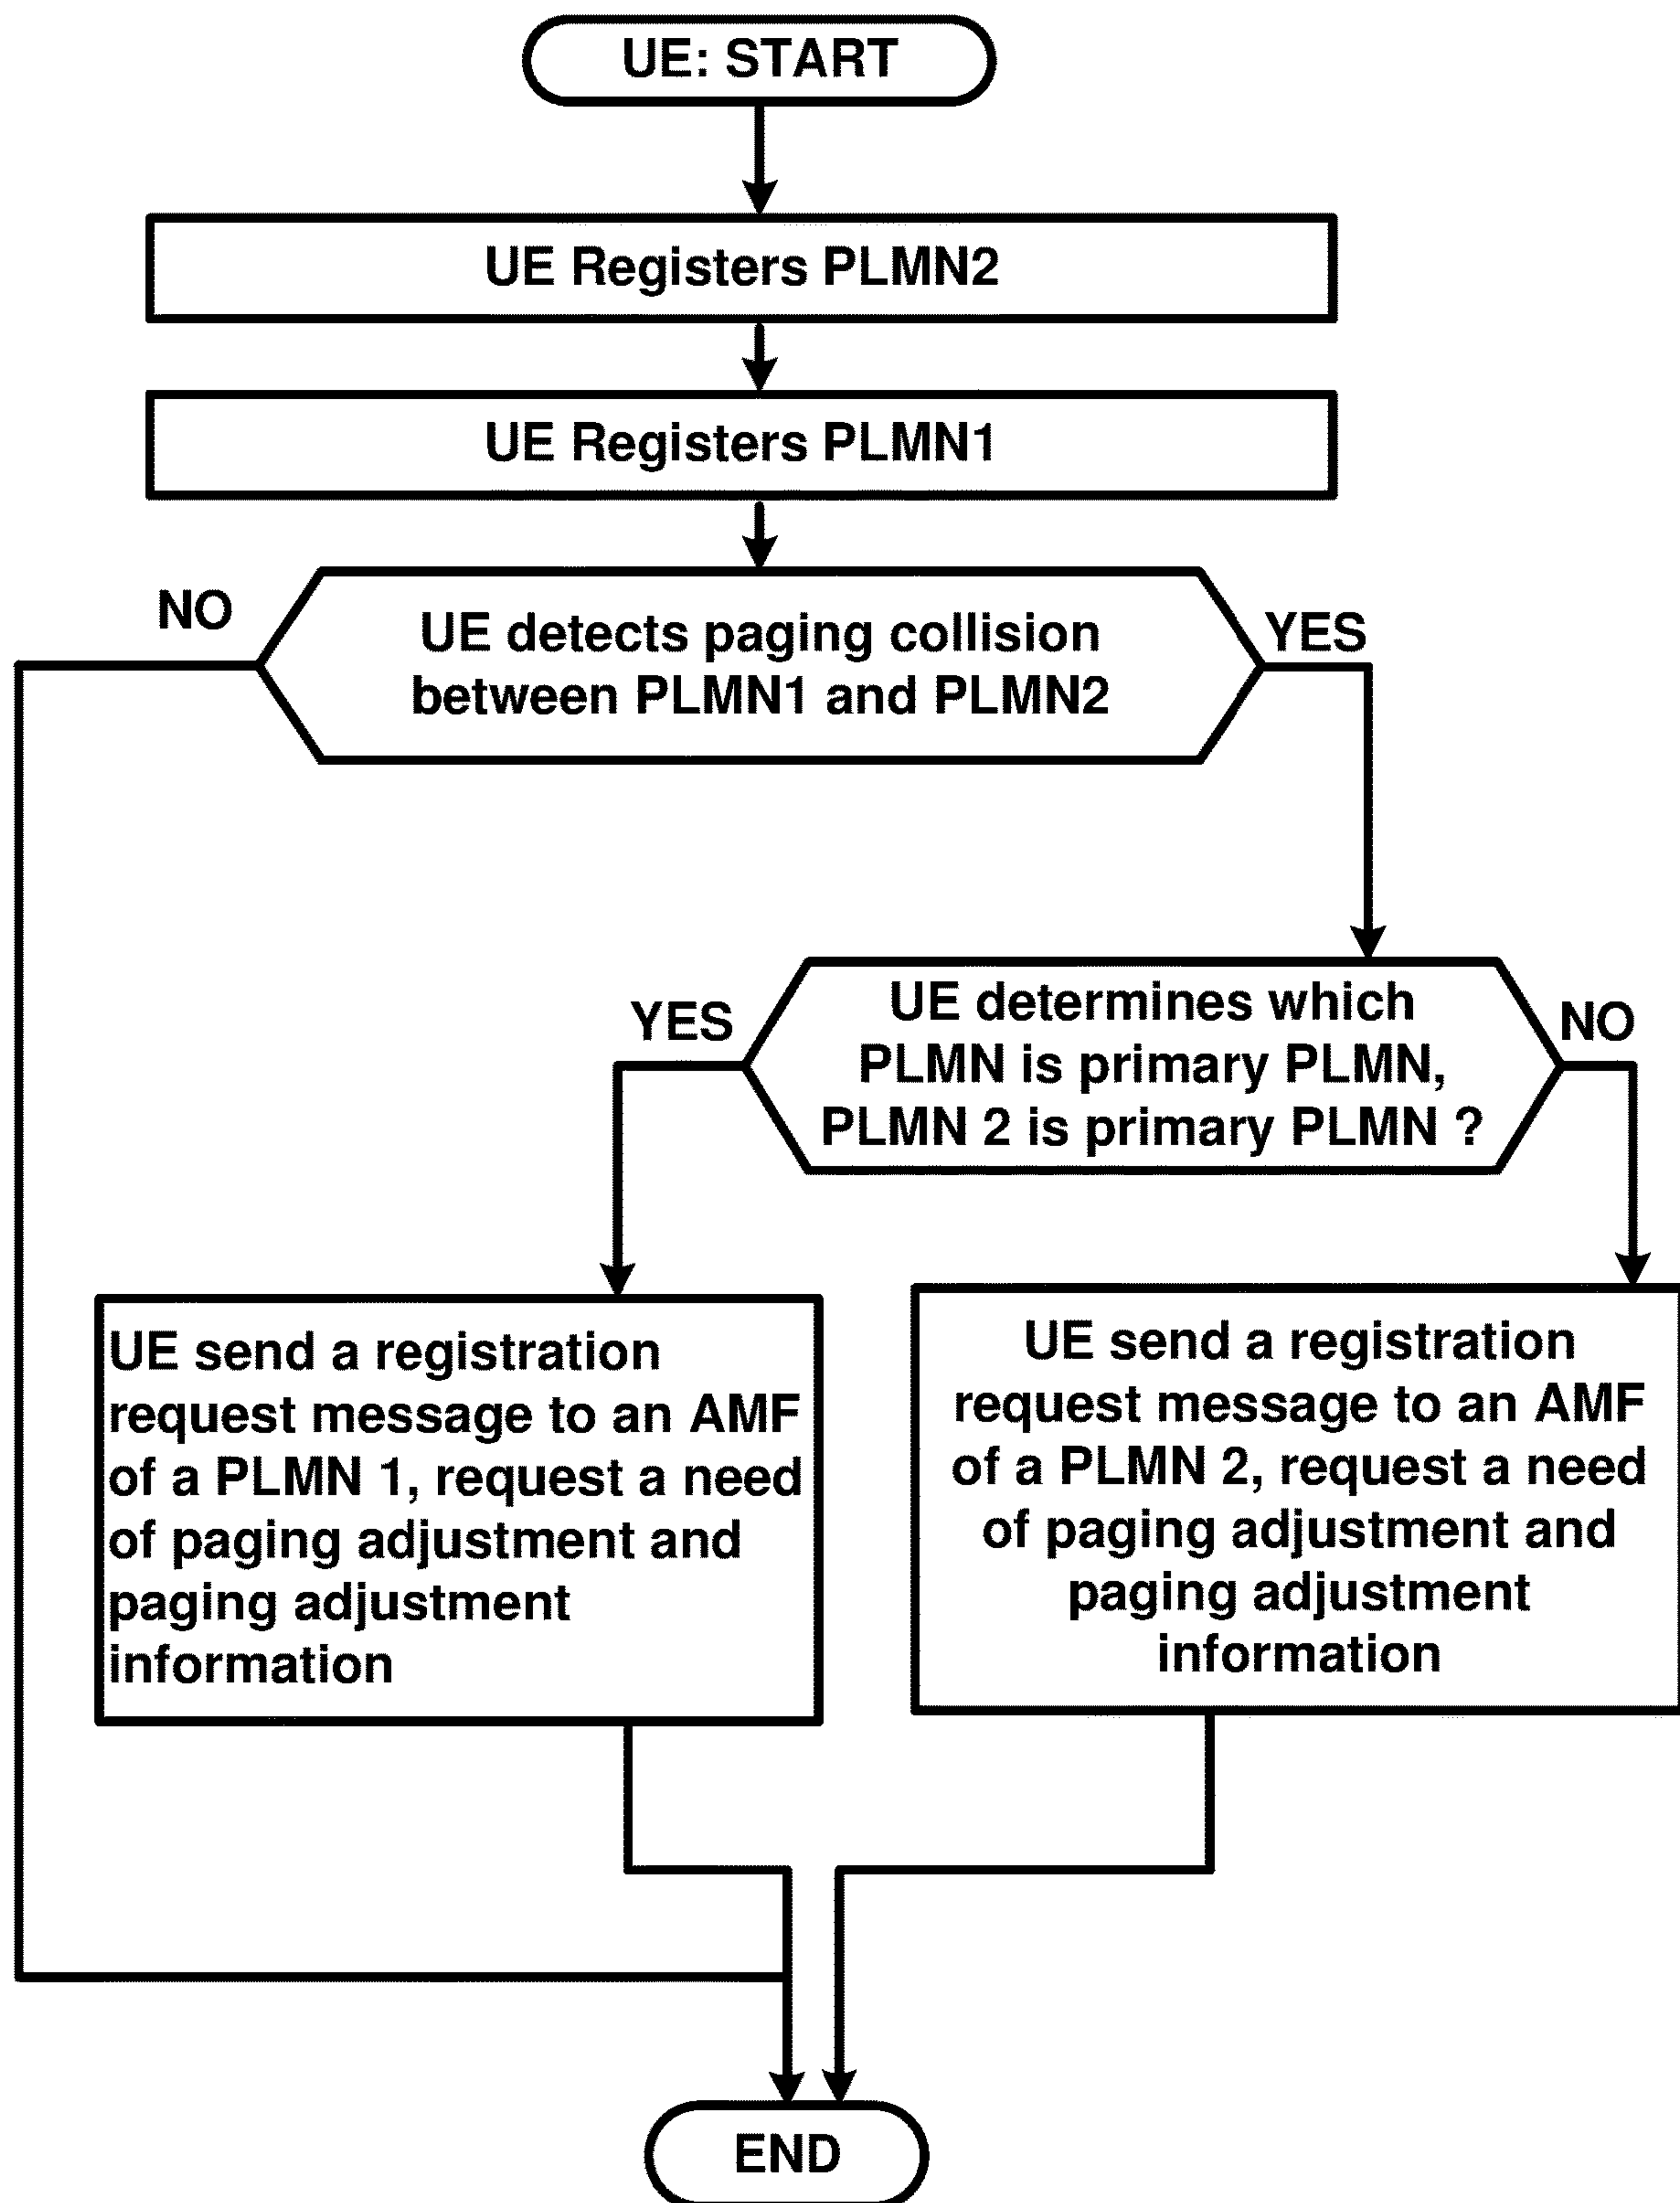 UE: START
UE Registers PLMN2
UE Registers PLMN1
NO
UE detects paging collision
between PLMN1 and PLMN2
YES
YES
UE determines which
PLMN is primary PLMN,
PLMN 2 is primary PLMN ?
NO
UE send a registration
request message to an AMF
of a PLMN 1, request a need
of paging adjustment and
paging adjustment
information
UE send a registration
request message to an AMF
of a PLMN 2, request a need
of paging adjustment and
paging adjustment
information
END